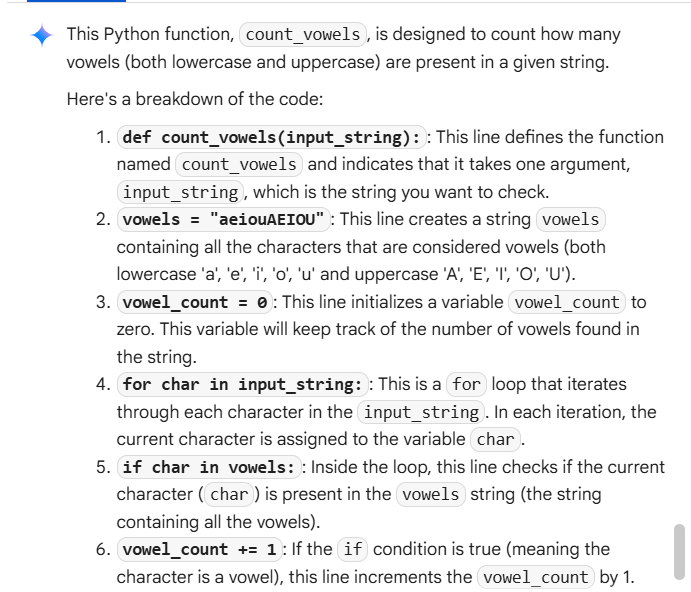 This Python function, count_vowels, is designed to count how many
vowels (both lowercase and uppercase) are present in a given string.
Here's a breakdown of the code:
1. def count_vowels(input_string): : This line defines the function
named count_vowels and indicates that it takes one argument,
input_string, which is the string you want to check.
2. vowels = "aeiouAEIOU" : This line creates a string vowels
containing all the characters that are considered vowels (both
lowercase 'a', 'e', 'i', 'o', 'u' and uppercase 'A', 'E', 'I', 'O', 'U').
3. vowel_count = 0 : This line initializes a variable vowel_count to
zero. This variable will keep track of the number of vowels found in
the string.
4. for char in input_string: : This is a for loop that iterates
through each character in the input_string. In each iteration, the
current character is assigned to the variable char.
5. if char in vowels: : Inside the loop, this line checks if the current
character (char) is present in the vowels string (the string
containing all the vowels).
6. vowel_count += 1 : If the if condition is true (meaning the
character is a vowel), this line increments the vowel_count by 1.